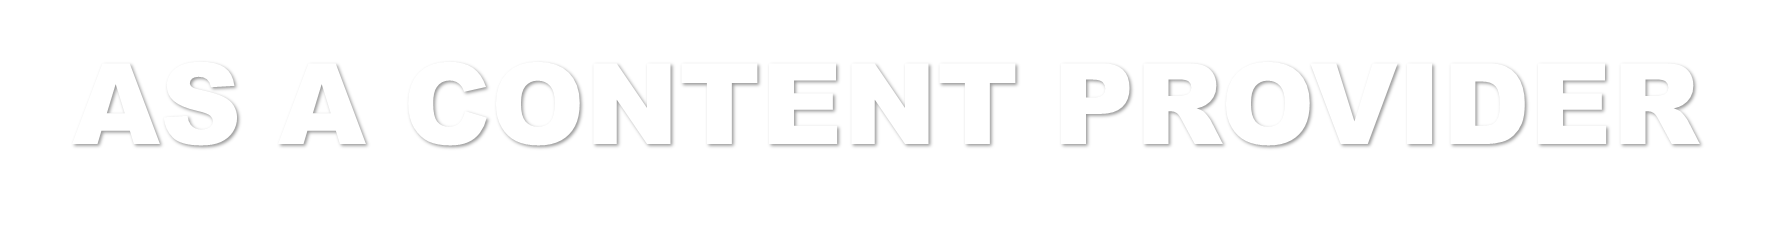 AS A CONTENT PROVIDER